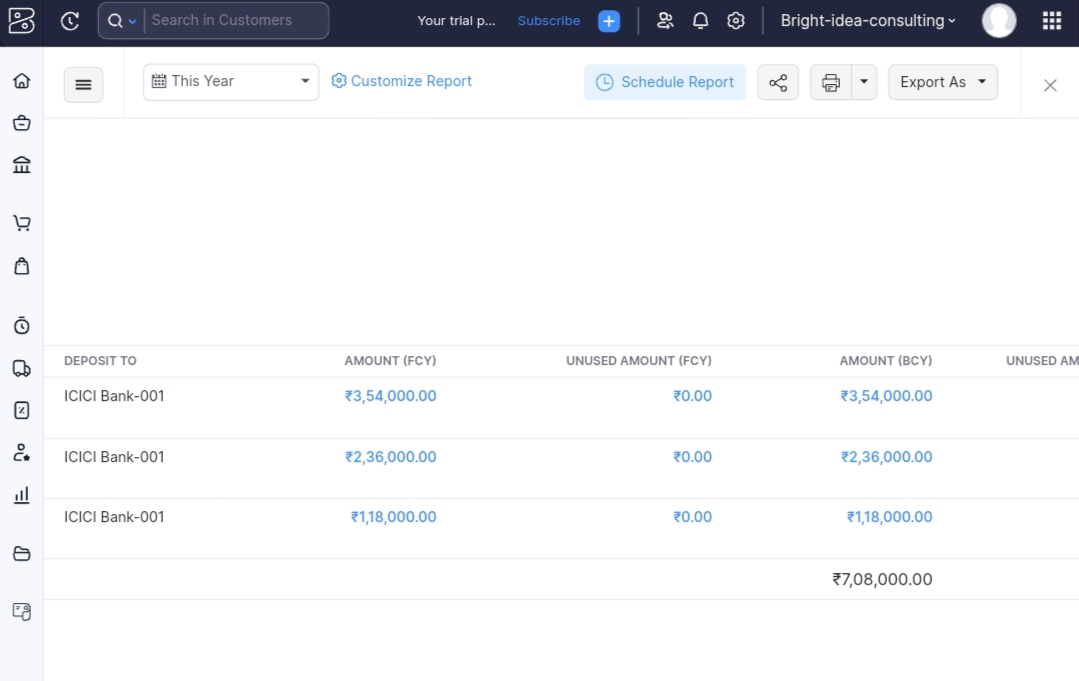 Search in Customers
Your trial p... Subscribe
Bright-idea-consulting
This Year
Customize Report
Schedule Report
Export As
DEPOSIT TO AMOUNT (FCY) UNUSED AMOUNT (FCY) AMOUNT (BCY) UNUSED AM
ICICI Bank-001 ₹3,54,000.00 ₹0.00 ₹3,54,000.00
ICICI Bank-001 ₹2,36,000.00 ₹0.00 ₹2,36,000.00
ICICI Bank-001 ₹1,18,000.00 ₹0.00 ₹1,18,000.00
₹7,08,000.00